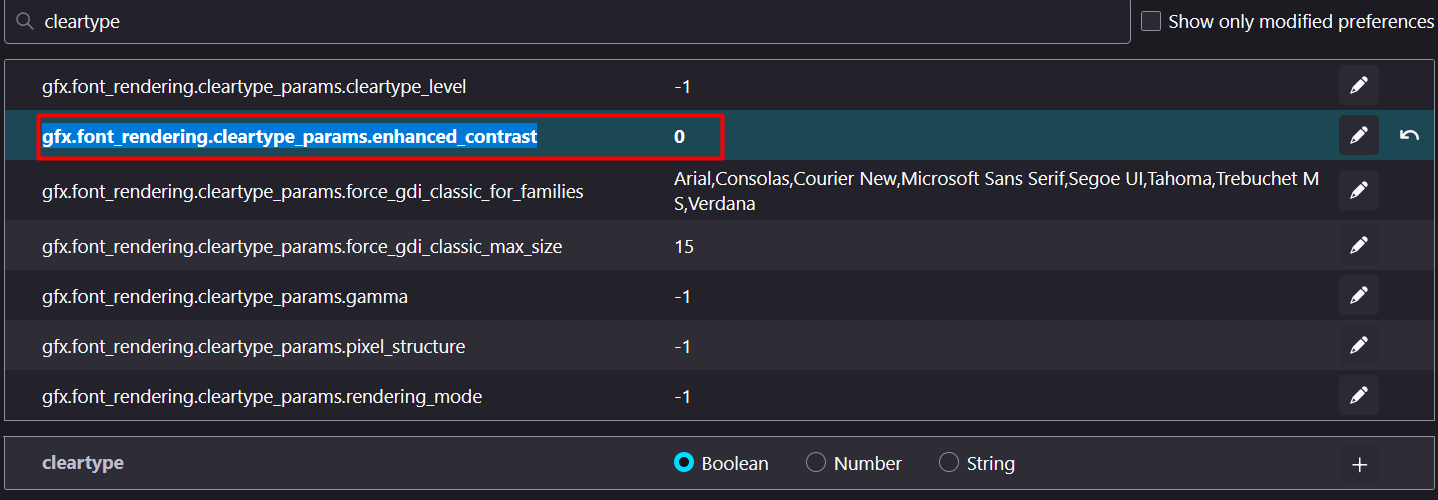 cleartype
Show only modified preferences
gfx.font_rendering.cleartype_params.cleartype_level -1
gfx.font_rendering.cleartype_params.enhanced_contrast 0
gfx.font_rendering.cleartype_params.force_gdi_classic_for_families Arial,Consolas,Courier New,Microsoft Sans Serif,Segoe UI,Tahoma,Trebuchet M
S,Verdana
gfx.font_rendering.cleartype_params.force_gdi_classic_max_size 15
gfx.font_rendering.cleartype_params.gamma -1
gfx.font_rendering.cleartype_params.pixel_structure -1
gfx.font_rendering.cleartype_params.rendering_mode -1
cleartype Boolean Number String